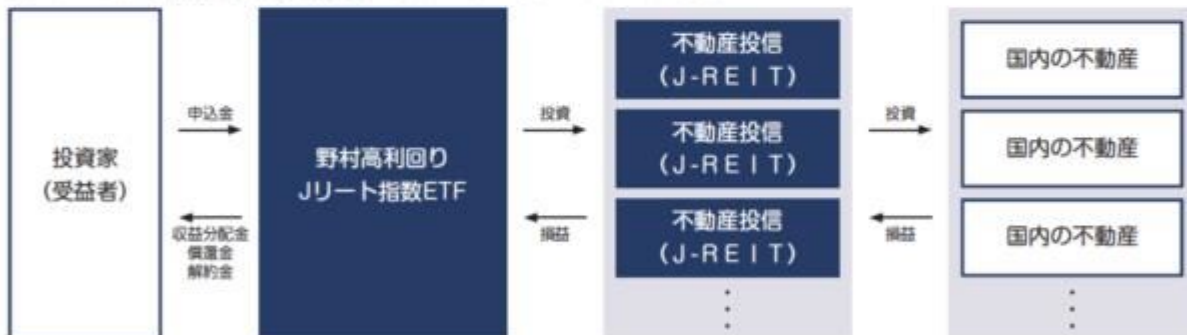 投資家
(受益者)
申込金
収益分配金
償還金
解約金
野村高利回り
Jリート指数ETF
投資
損益
不動産投信
(J-REIT)
不動産投信
(J-REIT)
不動産投信
(J-REIT)
投資
損益
国内の不動産
国内の不動産
国内の不動産